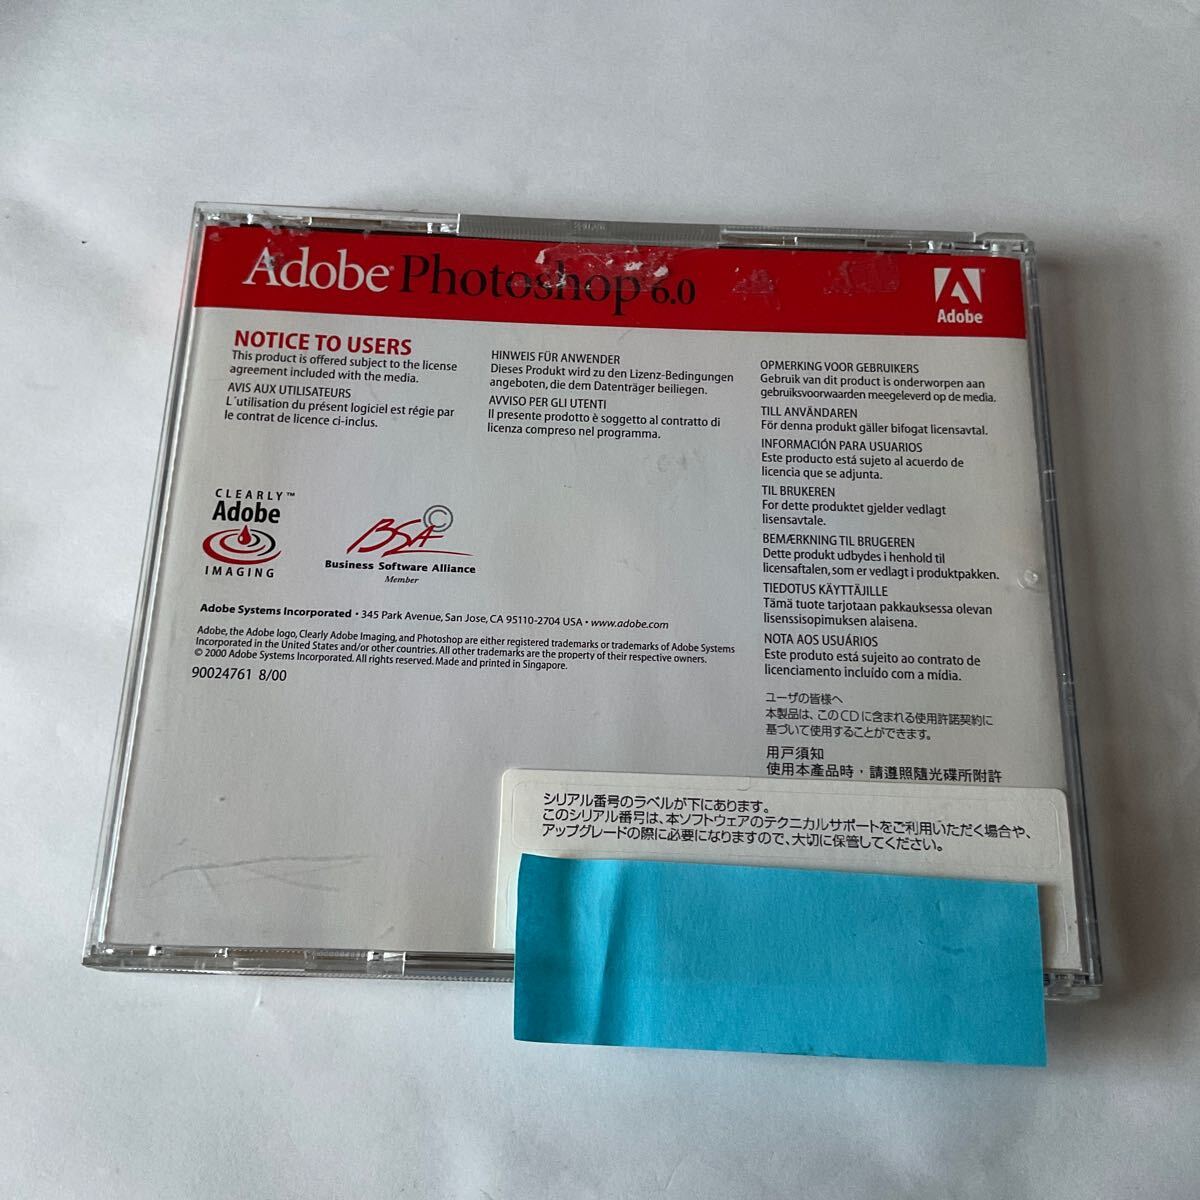 Adobe® Photoshop 6.0
Adobe®
NOTICE TO USERS
This product is offered subject to the license
agreement included with the media.
AVIS AUX UTILISATEURS
L´utilisation du présent logiciel est régie par
le contrat de licence ci-inclus.
HINWEIS FÜR ANWENDER
Dieses Produkt wird zu den Lizenz-Bedingungen
angeboten, die dem Datenträger beiliegen.
AVVISO PER GLI UTENTI
Il presente prodotto è soggetto al contratto di
licenza compreso nel programma.
OPMERKING VOOR GEBRUIKERS
Gebruik van dit product is onderworpen aan
gebruiksvoorwaarden meegeleverd op de media.
TILL ANVÄNDAREN
För denna produkt gäller bifogat licensavtal.
INFORMACIÓN PARA USUARIOS
Este producto está sujeto al acuerdo de
licencia que se adjunta.
TIL BRUKEREN
For dette produktet gjelder vedlagt
lisensavtale.
BEMÆRKNING TIL BRUGEREN
Dette produkt udbydes i henhold til
licensaftalen, som er vedlagt i produktpakken.
TIEDOTUS KÄYTTÄJILLE
Tämä tuote tarjotaan pakkauksessa olevan
lisenssisopimuksen alaisena.
NOTA AOS USUÁRIOS
Este produto está sujeito ao contrato de
licenciamento incluído com a mídia.
ユーザの皆様へ
本製品は、このCDに含まれる使用許諾契約に
基づいて使用することができます。
用戸須知
使用本產品時，請遵照隨光碟所附許
CLEARLY™
Adobe
IMAGING
BSA ©
Business Software Alliance
Member
Adobe Systems Incorporated • 345 Park Avenue, San Jose, CA 95110-2704 USA • www.adobe.com
Adobe, the Adobe logo, Clearly Adobe Imaging, and Photoshop are either registered trademarks or trademarks of Adobe Systems
Incorporated in the United States and/or other countries. All other trademarks are the property of their respective owners.
© 2000 Adobe Systems Incorporated. All rights reserved. Made and printed in Singapore.
90024761 8/00
シリアル番号のラベルが下にあります。
このシリアル番号は、本ソフトウェアのテクニカルサポートをご利用いただく場合や、
アップグレードの際に必要になりますので、大切に保管してください。